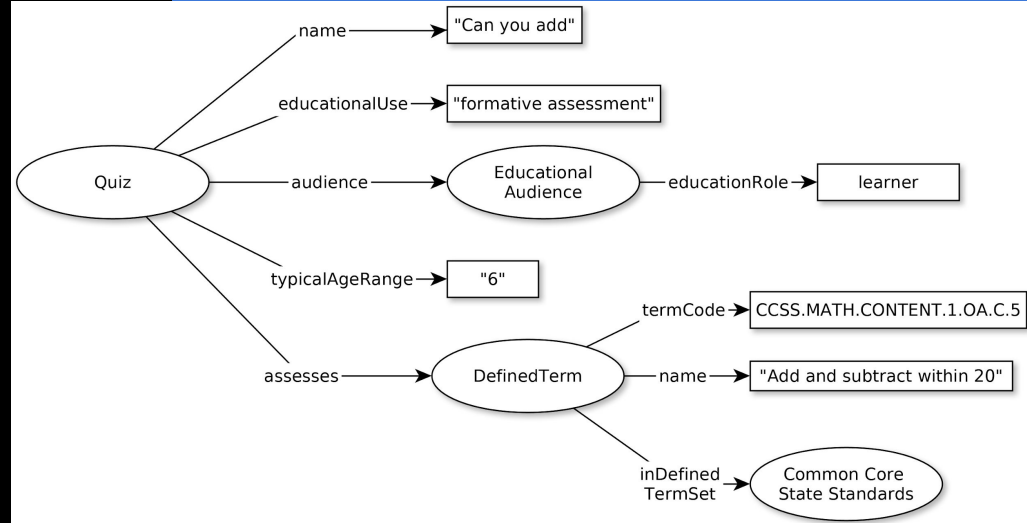 name
"Can you add"
educationalUse
"formative assessment"
Quiz
audience
Educational
Audience
educationRole
learner
typicalAgeRange
"6"
termCode
CCSS.MATH.CONTENT.1.OA.C.5
assesses
DefinedTerm
name
"Add and subtract within 20"
inDefined
TermSet
Common Core
State Standards